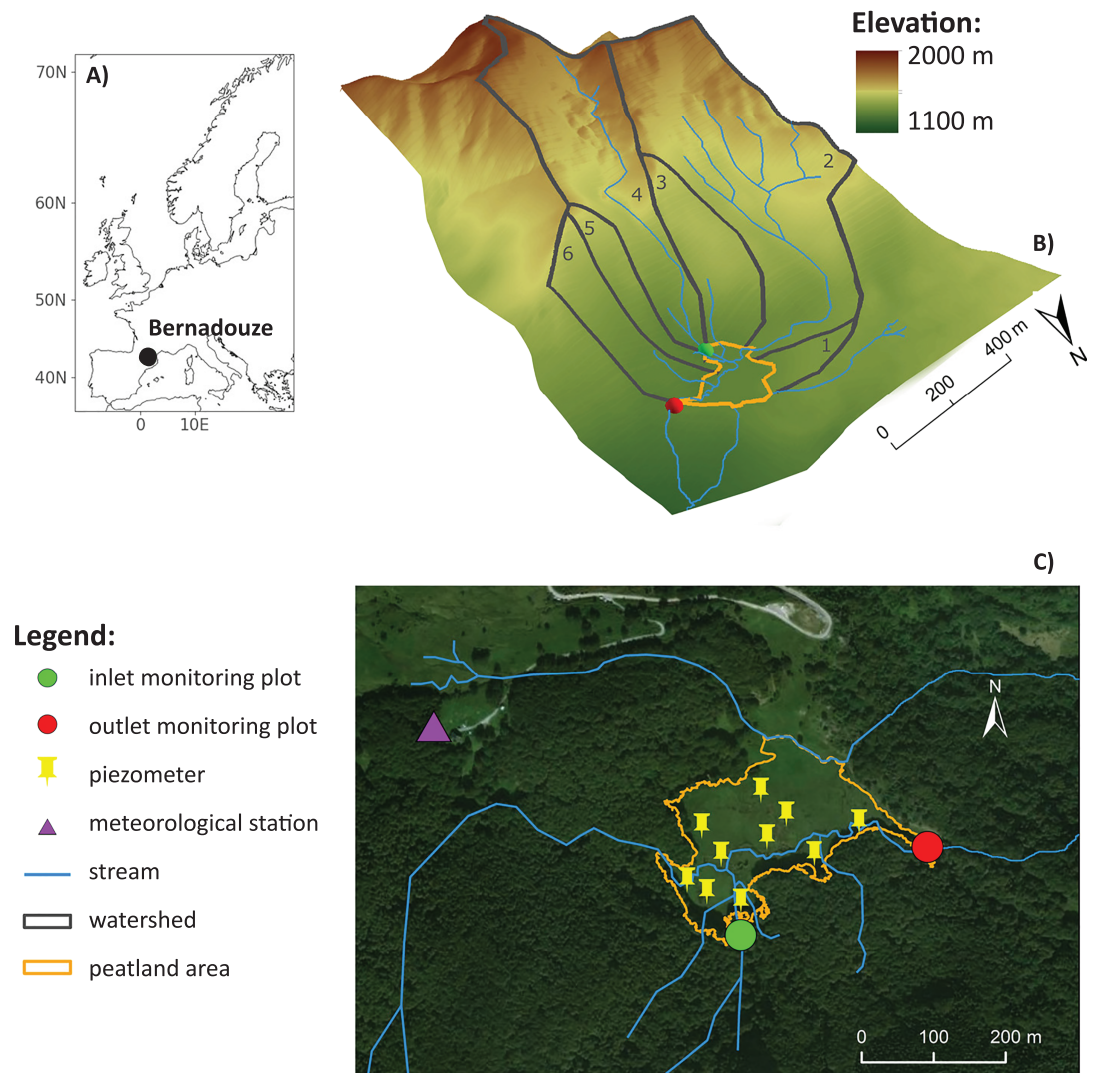 A)
70N
60N
50N
40N
0
10E
Bernadouze
Elevation:
2000 m
1100 m
B)
2
3
4
5
6
1
0
200
400 m
N
C)
Legend:
inlet monitoring plot
outlet monitoring plot
piezometer
meteorological station
stream
watershed
peatland area
N
0
100
200 m